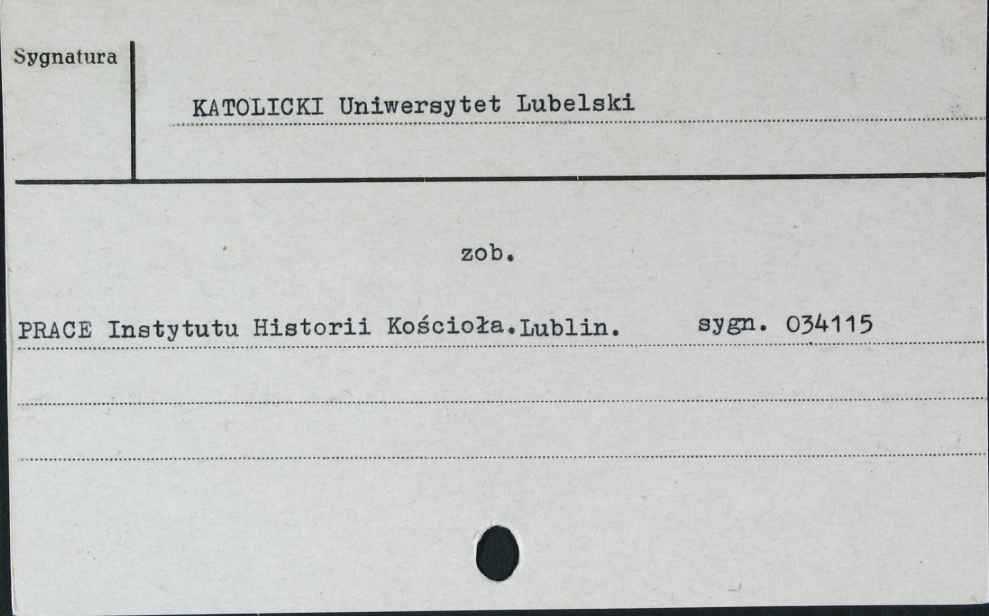 Sygnatura
KATOLICKI Uniwersytet Lubelski
zob.
PRACE Instytutu Historii Kościoła.Lublin. sygn. 034115